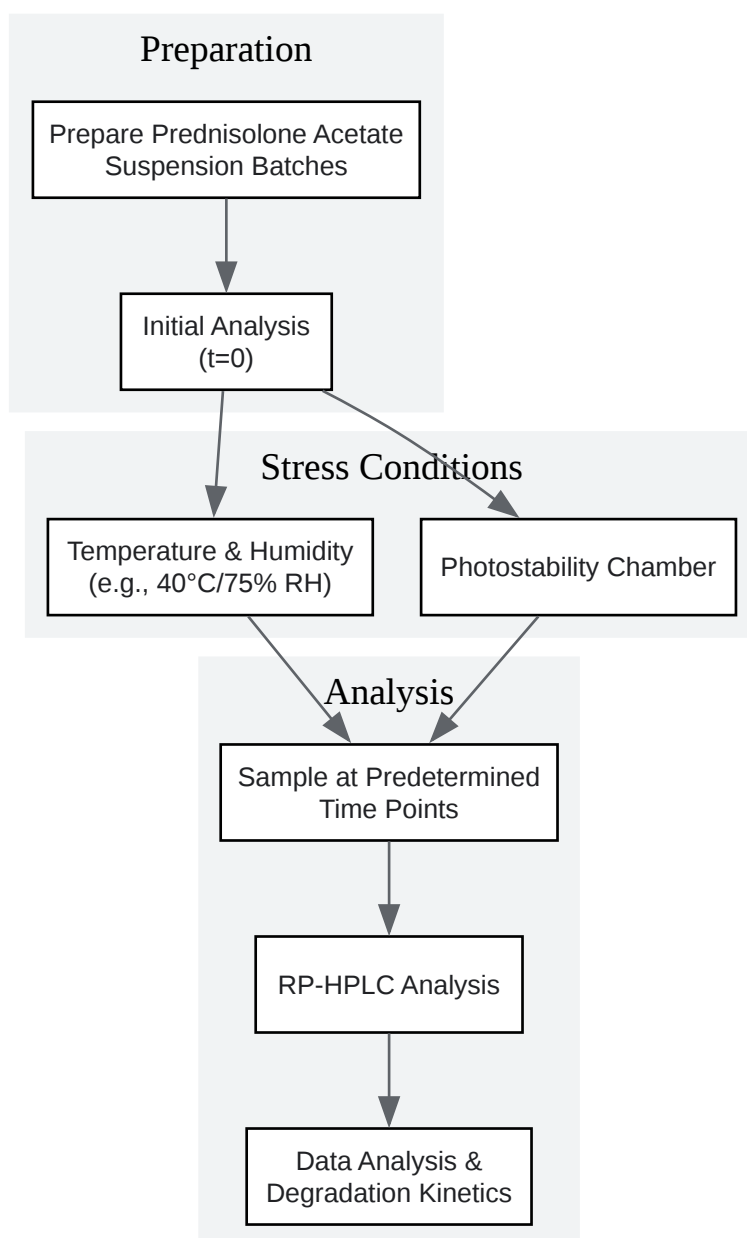 Preparation
Prepare Prednisolone Acetate
Suspension Batches
Initial Analysis
(t=0)
Stress Conditions
Temperature & Humidity
(e.g., 40°C/75% RH)
Photostability Chamber
Analysis
Sample at Predetermined
Time Points
RP-HPLC Analysis
Data Analysis &
Degradation Kinetics